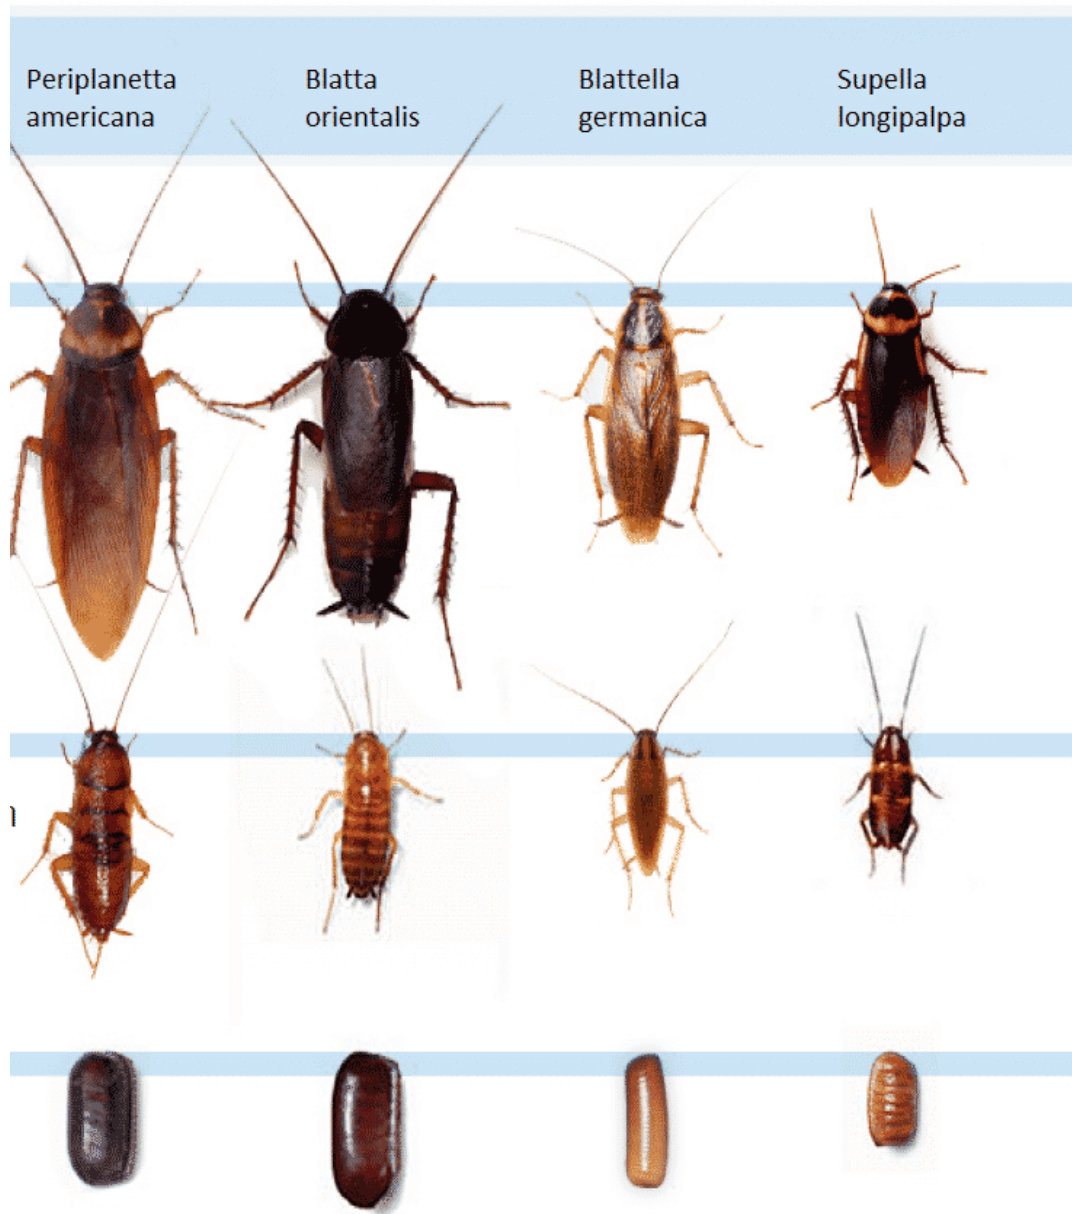 Periplanetta
americana
Blatta
orientalis
Blattella
germanica
Supella
longipalpa